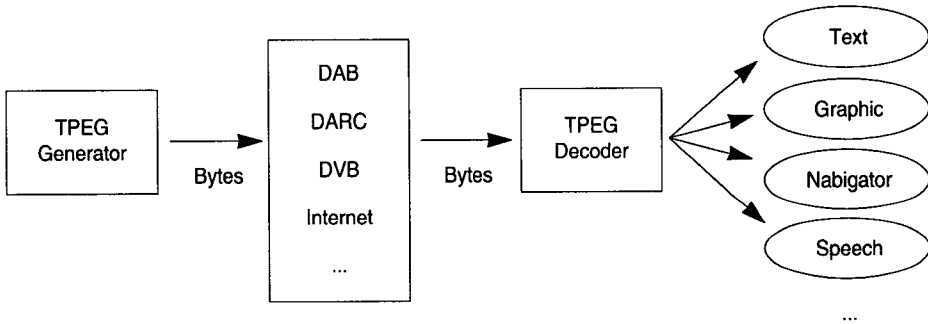 TPEG
Generator
Bytes
DAB
DARC
DVB
Internet
...
Bytes
TPEG
Decoder
Text
Graphic
Nabigator
Speech
...